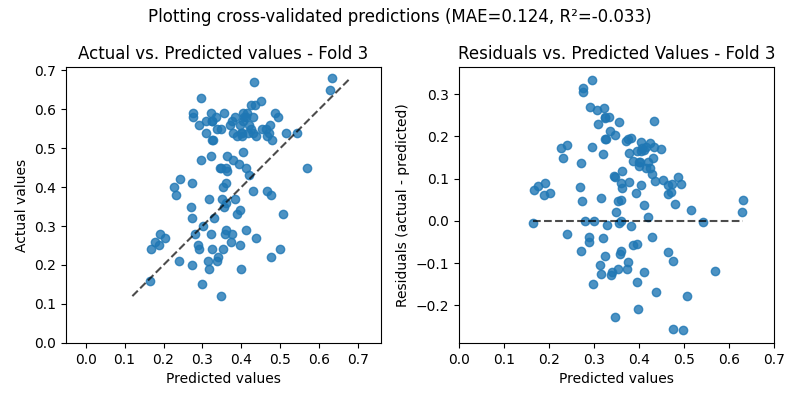 Plotting cross-validated predictions (MAE=0.124, R²=-0.033)
Actual vs. Predicted values - Fold 3
Actual values
0.7
0.6
0.5
0.4
0.3
0.2
0.1
0.0
0.0 0.1 0.2 0.3 0.4 0.5 0.6 0.7
Predicted values
Residuals vs. Predicted Values - Fold 3
Residuals (actual - predicted)
0.3
0.2
0.1
0.0
−0.1
−0.2
0.0 0.1 0.2 0.3 0.4 0.5 0.6 0.7
Predicted values